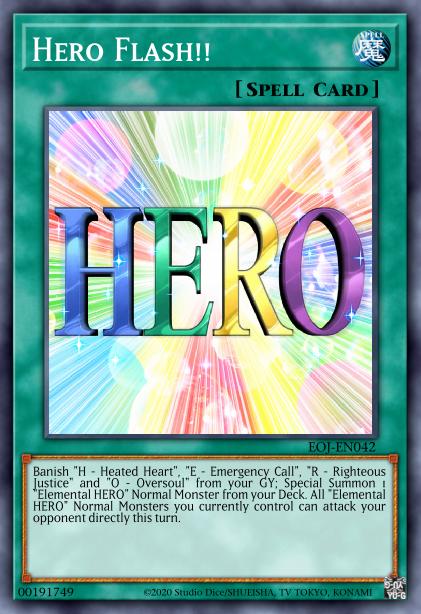 HERO FLASH!!
SPELL
魔
[SPELL CARD]
HERO
EOJ-EN042
Banish "H - Heated Heart", "E - Emergency Call", "R - Righteous
Justice" and "O - Oversoul" from your GY; Special Summon 1
"Elemental HERO" Normal Monster from your Deck. All "Elemental
HERO" Normal Monsters you currently control can attack your
opponent directly this turn.
00191749
©2020 Studio Dice/SHUEISHA, TV TOKYO, KONAMI